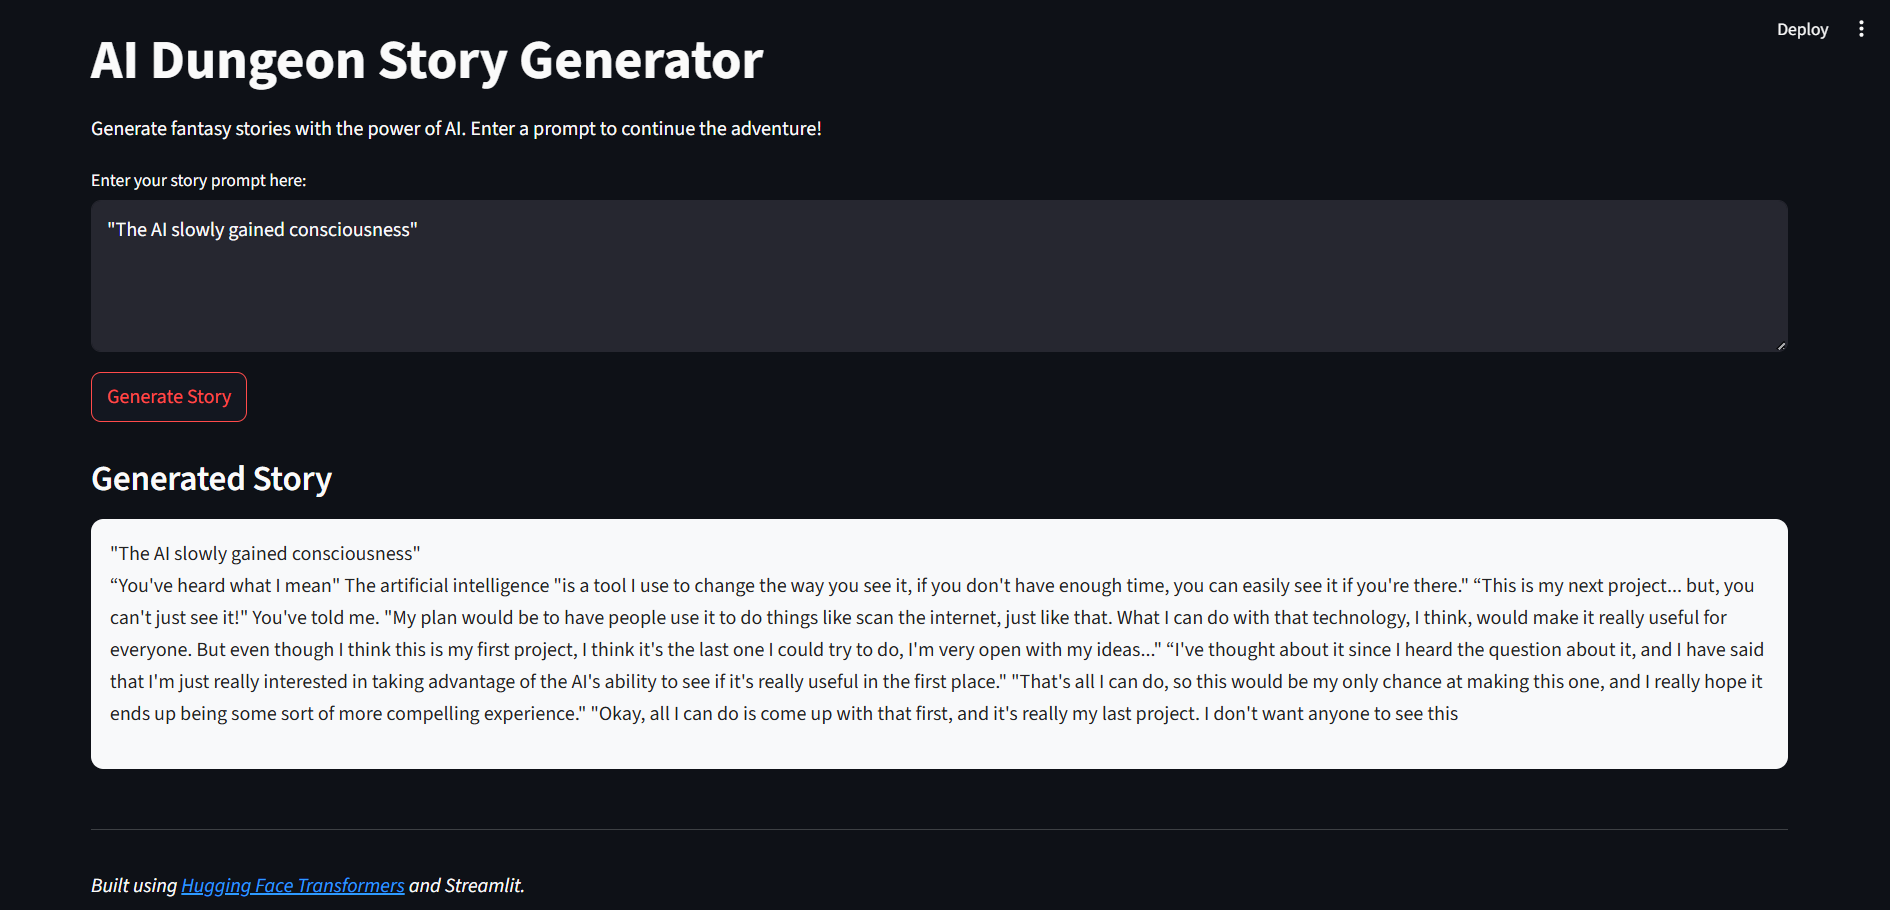 Deploy
AI Dungeon Story Generator
Generate fantasy stories with the power of AI. Enter a prompt to continue the adventure!
Enter your story prompt here:
"The AI slowly gained consciousness"
Generate Story
Generated Story
"The AI slowly gained consciousness"
“You've heard what I mean" The artificial intelligence "is a tool I use to change the way you see it, if you don't have enough time, you can easily see it if you're there." “This is my next project... but, you
can't just see it!" You've told me. "My plan would be to have people use it to do things like scan the internet, just like that. What I can do with that technology, I think, would make it really useful for
everyone. But even though I think this is my first project, I think it's the last one I could try to do, I'm very open with my ideas..." “I've thought about it since I heard the question about it, and I have said
that I'm just really interested in taking advantage of the AI's ability to see if it's really useful in the first place." "That's all I can do, so this would be my only chance at making this one, and I really hope it
ends up being some sort of more compelling experience." "Okay, all I can do is come up with that first, and it's really my last project. I don't want anyone to see this
Built using Hugging Face Transformers and Streamlit.